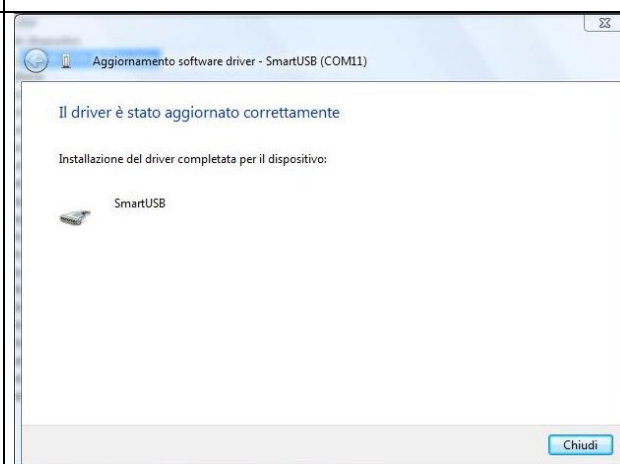 Aggiornamento software driver - SmartUSB (COM11)
Il driver è stato aggiornato correttamente
Installazione del driver completata per il dispositivo:
SmartUSB
Chiudi